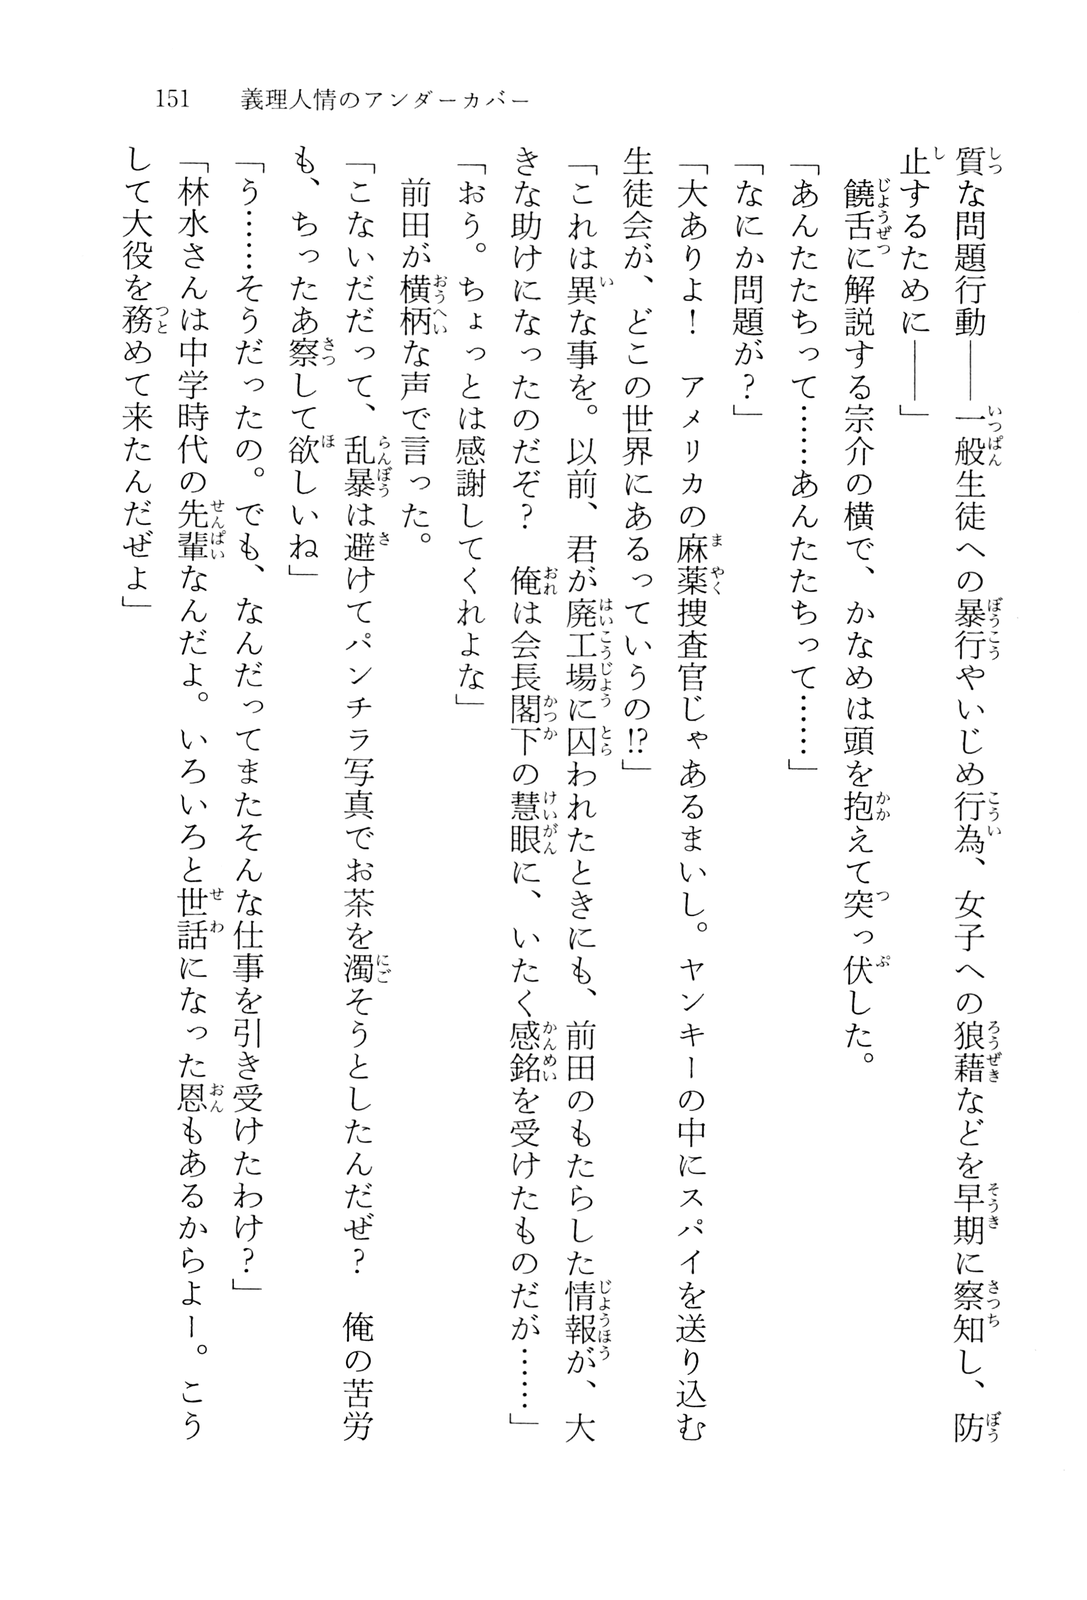 151　義理人情のアンダーカバー
質な問題行動――一般生徒への暴行やいじめ行為、女子への狼藉などを早期に察知し、防
止するために――」
　饒舌に解説する宗介の横で、かなめは頭を抱えて突っ伏した。
「あんたたちって……あんたたちって……」
「なにか問題が？」
「大ありよ！　アメリカの麻薬捜査官じゃあるまいし。ヤンキーの中にスパイを送り込む
生徒会が、どこの世界にあるっていうの!?」
「これは異な事を。以前、君が廃工場に囚われたときにも、前田のもたらした情報が、大
きな助けになったのだぞ？　俺は会長閣下の慧眼に、いたく感銘を受けたものだが……」
「おう。ちょっとは感謝してくれよな」
　前田が横柄な声で言った。
「こないだだって、乱暴は避けてパンチラ写真でお茶を濁そうとしたんだぜ？　俺の苦労
も、ちったあ察して欲しいね」
「う……そうだったの。でも、なんだってまたそんな仕事を引き受けたわけ？」
「林水さんは中学時代の先輩なんだよ。いろいろと世話になった恩もあるからよー。こう
して大役を務めて来たんだぜよ」